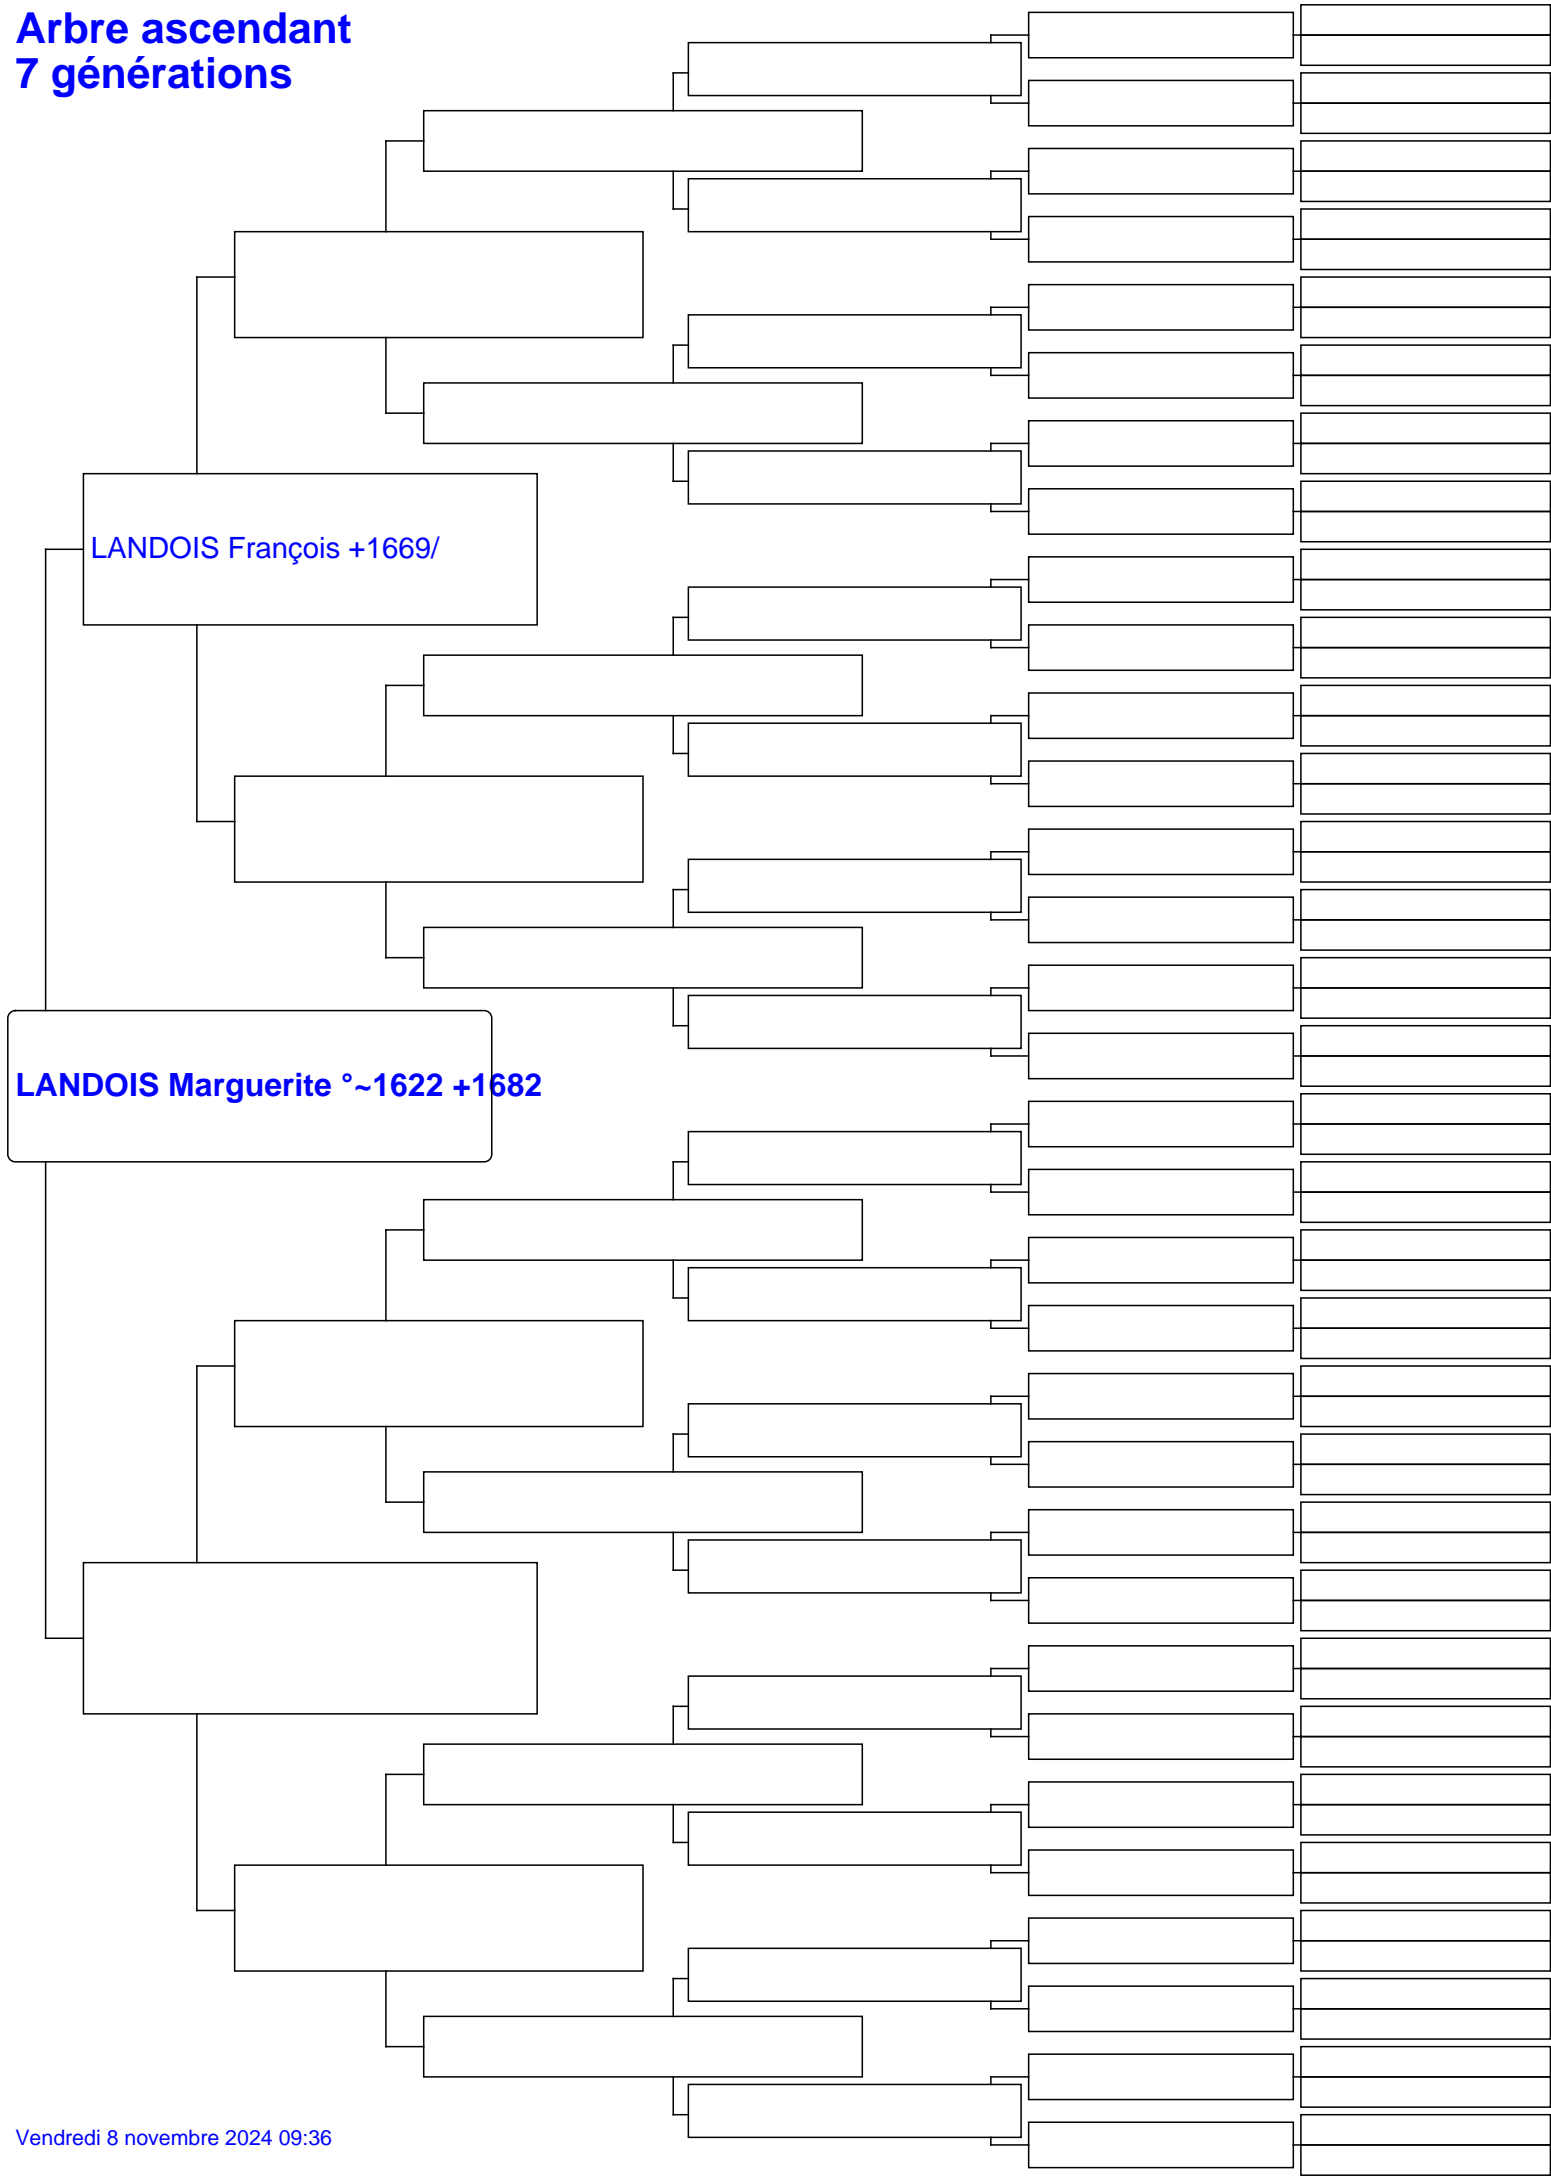 Arbre ascendant
7 générations
LANDOIS François +1669/
LANDOIS Marguerite °~1622 +1682
Vendredi 8 novembre 2024 09:36